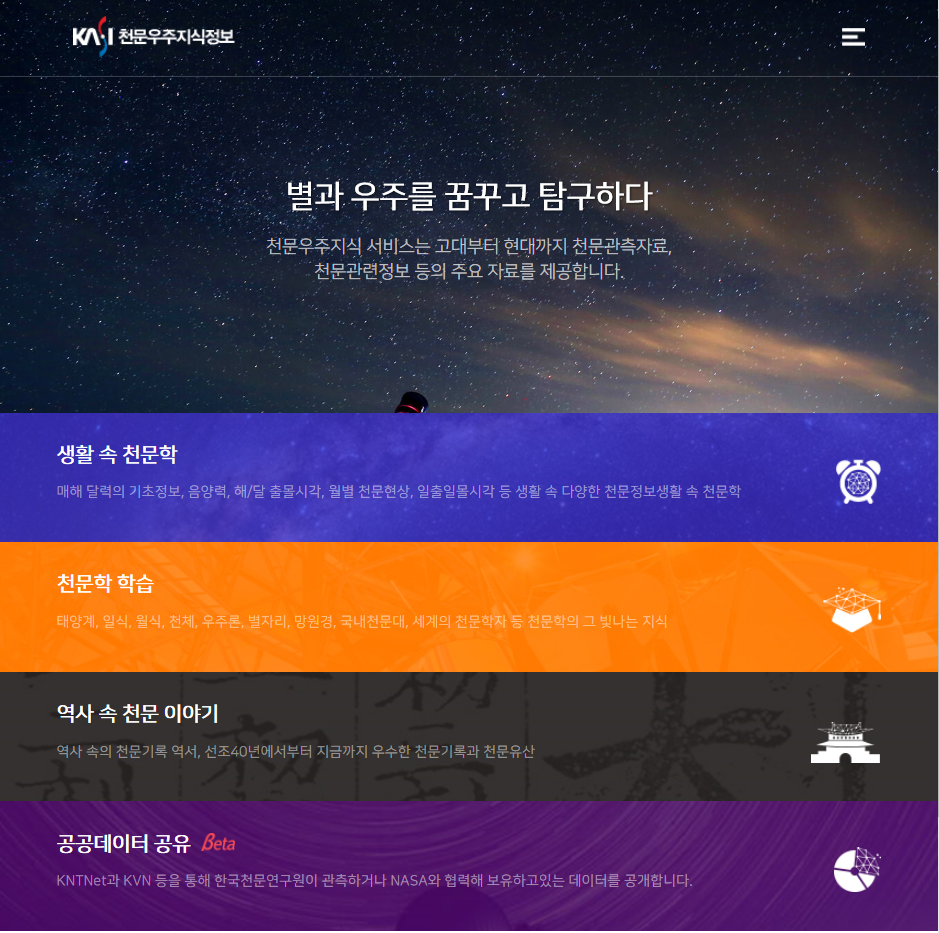 KASI 천문우주지식정보
별과 우주를 꿈꾸고 탐구하다
천문우주지식 서비스는 고대부터 현대까지 천문관측자료,
천문관련정보 등의 주요 자료를 제공합니다.
생활 속 천문학
매해 달력의 기초정보, 음양력, 해/달 출몰시각, 월별 천문현상, 일출일몰시각 등 생활 속 다양한 천문정보생활 속 천문학
천문학 학습
태양계, 일식, 월식, 천체, 우주론, 별자리, 망원경, 국내천문대, 세계의 천문학자 등 천문학의 그 빛나는 지식
역사 속 천문 이야기
역사 속의 천문기록 역서, 선조40년에서부터 지금까지 우수한 천문기록과 천문유산
공공데이터 공유 Beta
KNTNet과 KVN 등을 통해 한국천문연구원이 관측하거나 NASA와 협력해 보유하고있는 데이터를 공개합니다.